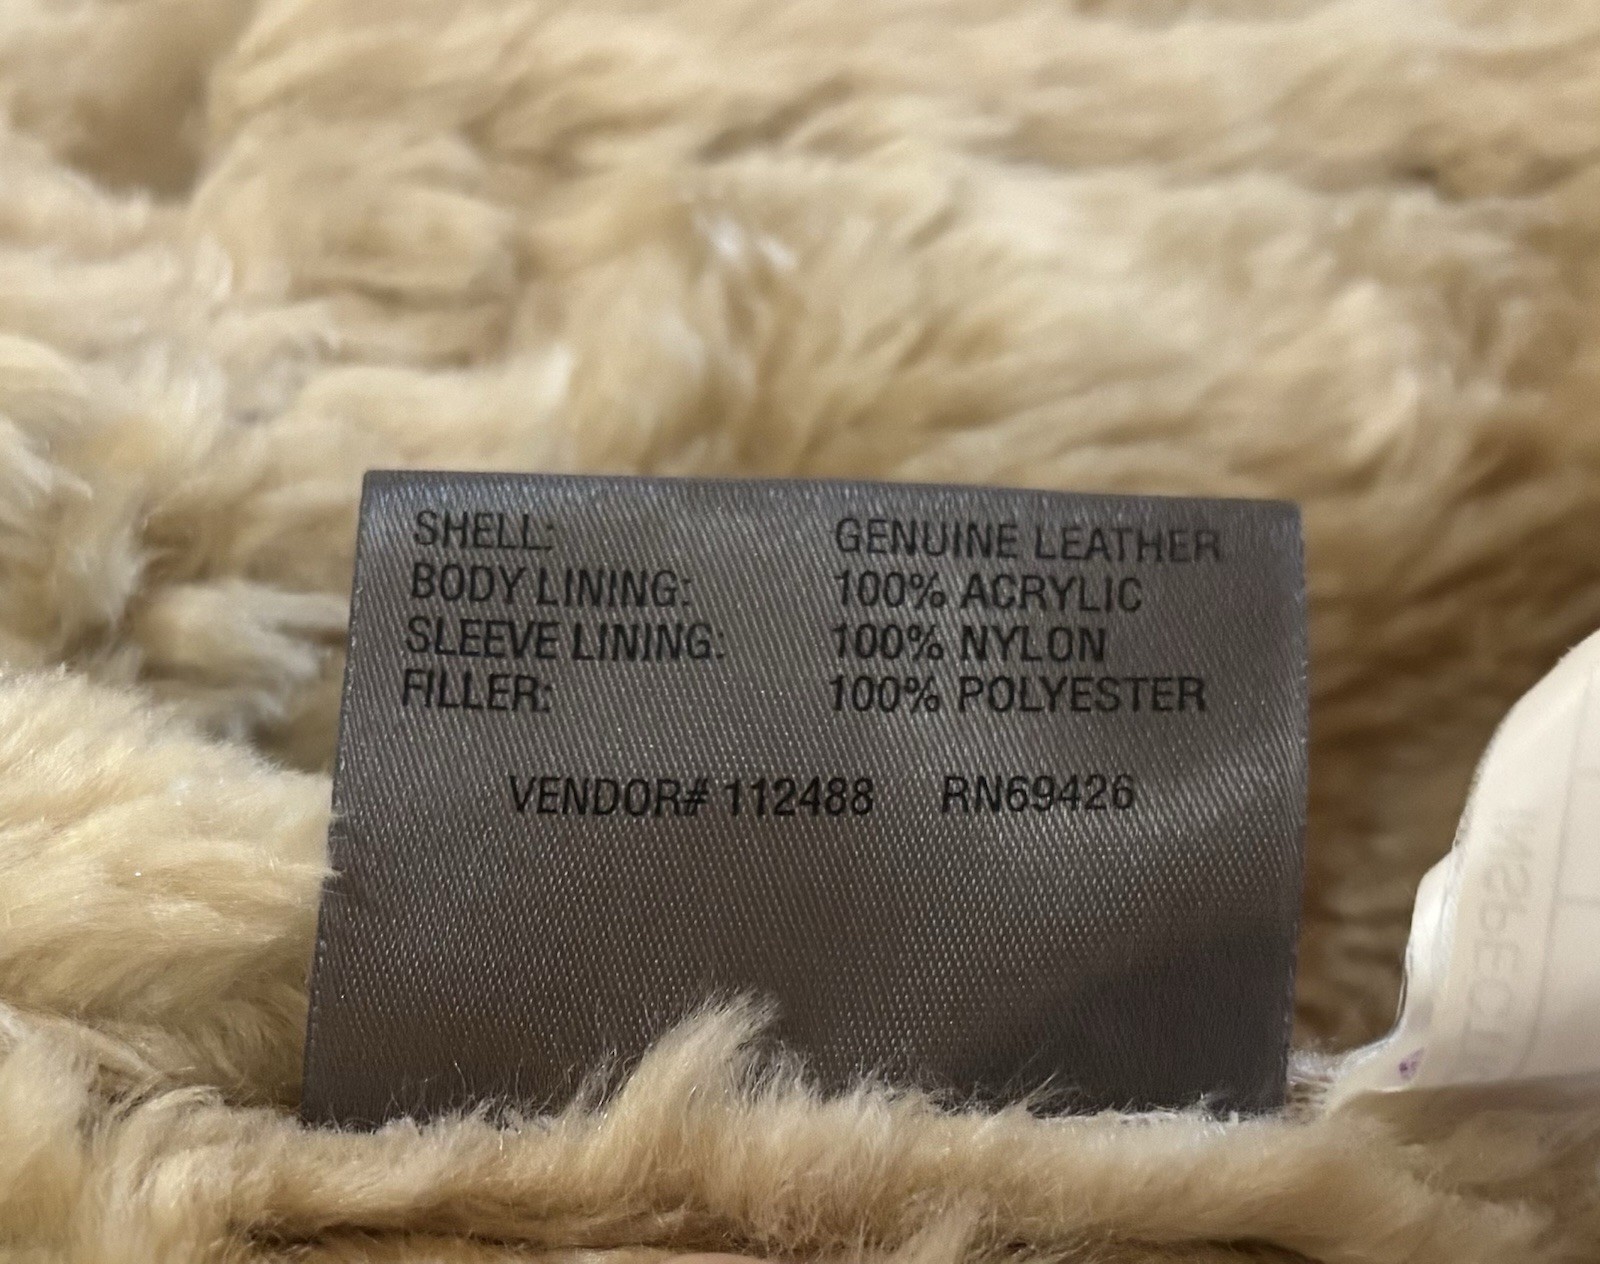 SHELL: GENUINE LEATHER
BODY LINING: 100% ACRYLIC
SLEEVE LINING: 100% NYLON
FILLER: 100% POLYESTER
VENDOR# 112488 RN69426